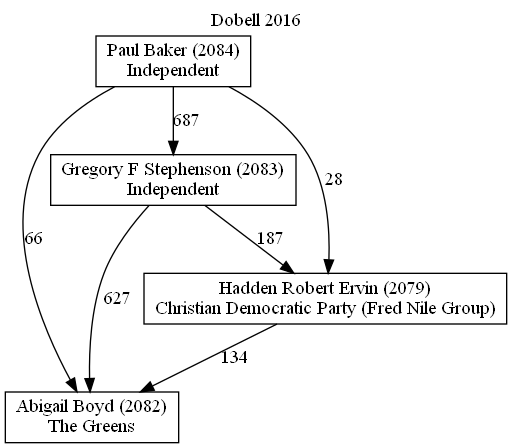 Dobell 2016
Paul Baker (2084)
Independent
687
Gregory F Stephenson (2083)
Independent
28
66
187
627
Hadden Robert Ervin (2079)
Christian Democratic Party (Fred Nile Group)
134
Abigail Boyd (2082)
The Greens